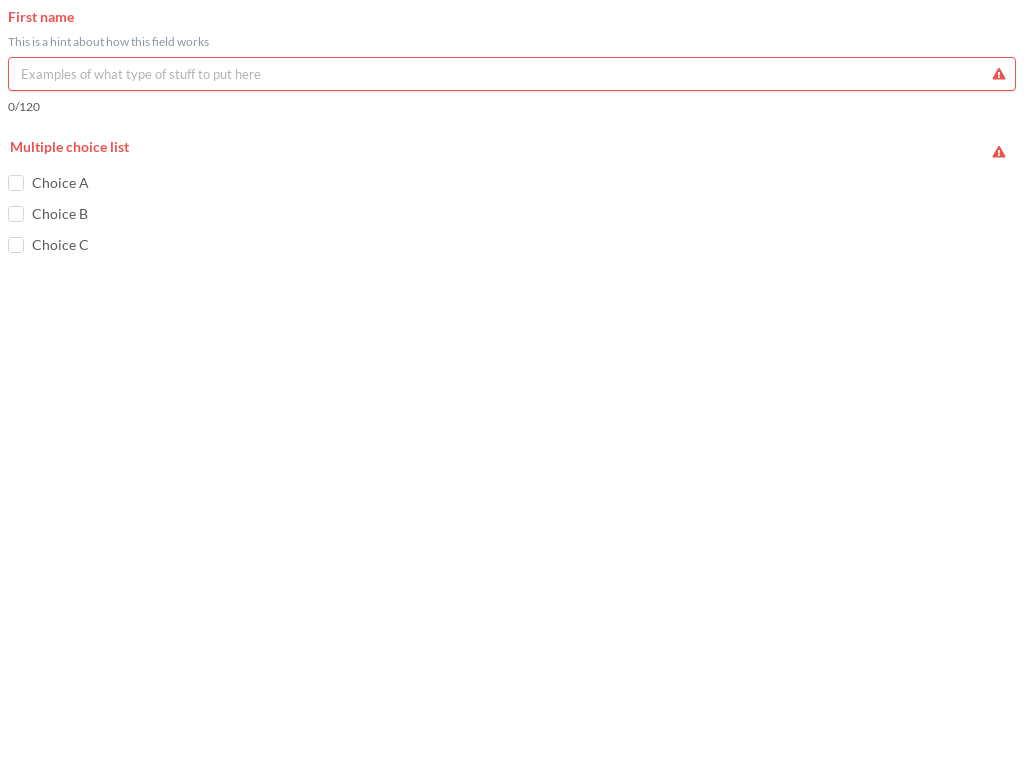 First name
This is a hint about how this field works
Examples of what type of stuff to put here
0/120
Multiple choice list
Choice A
Choice B
Choice C